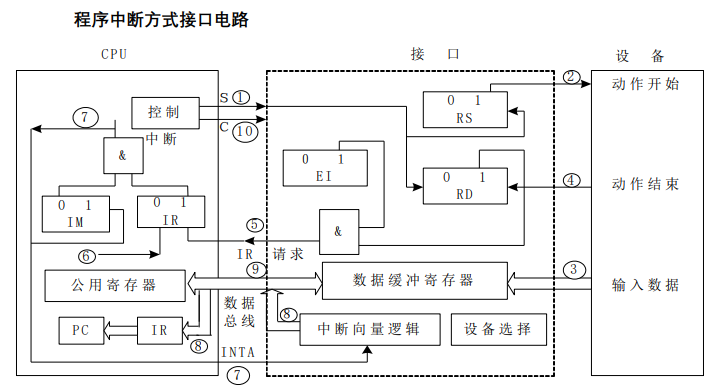 程序中断方式接口电路
CPU
接 口
设 备
S ①
C ⑩
②
动作开始
⑦
控制
中断
&
0 1
RS
0 1
EI
0 1
RD
④
动作结束
0 1
IM
0 1
IR
⑤
&
⑥
IR 请求
公用寄存器
⑨
数据缓冲寄存器
③
输入数据
数据
总线
PC
IR
⑧
⑧
中断向量逻辑
设备选择
INTA
⑦